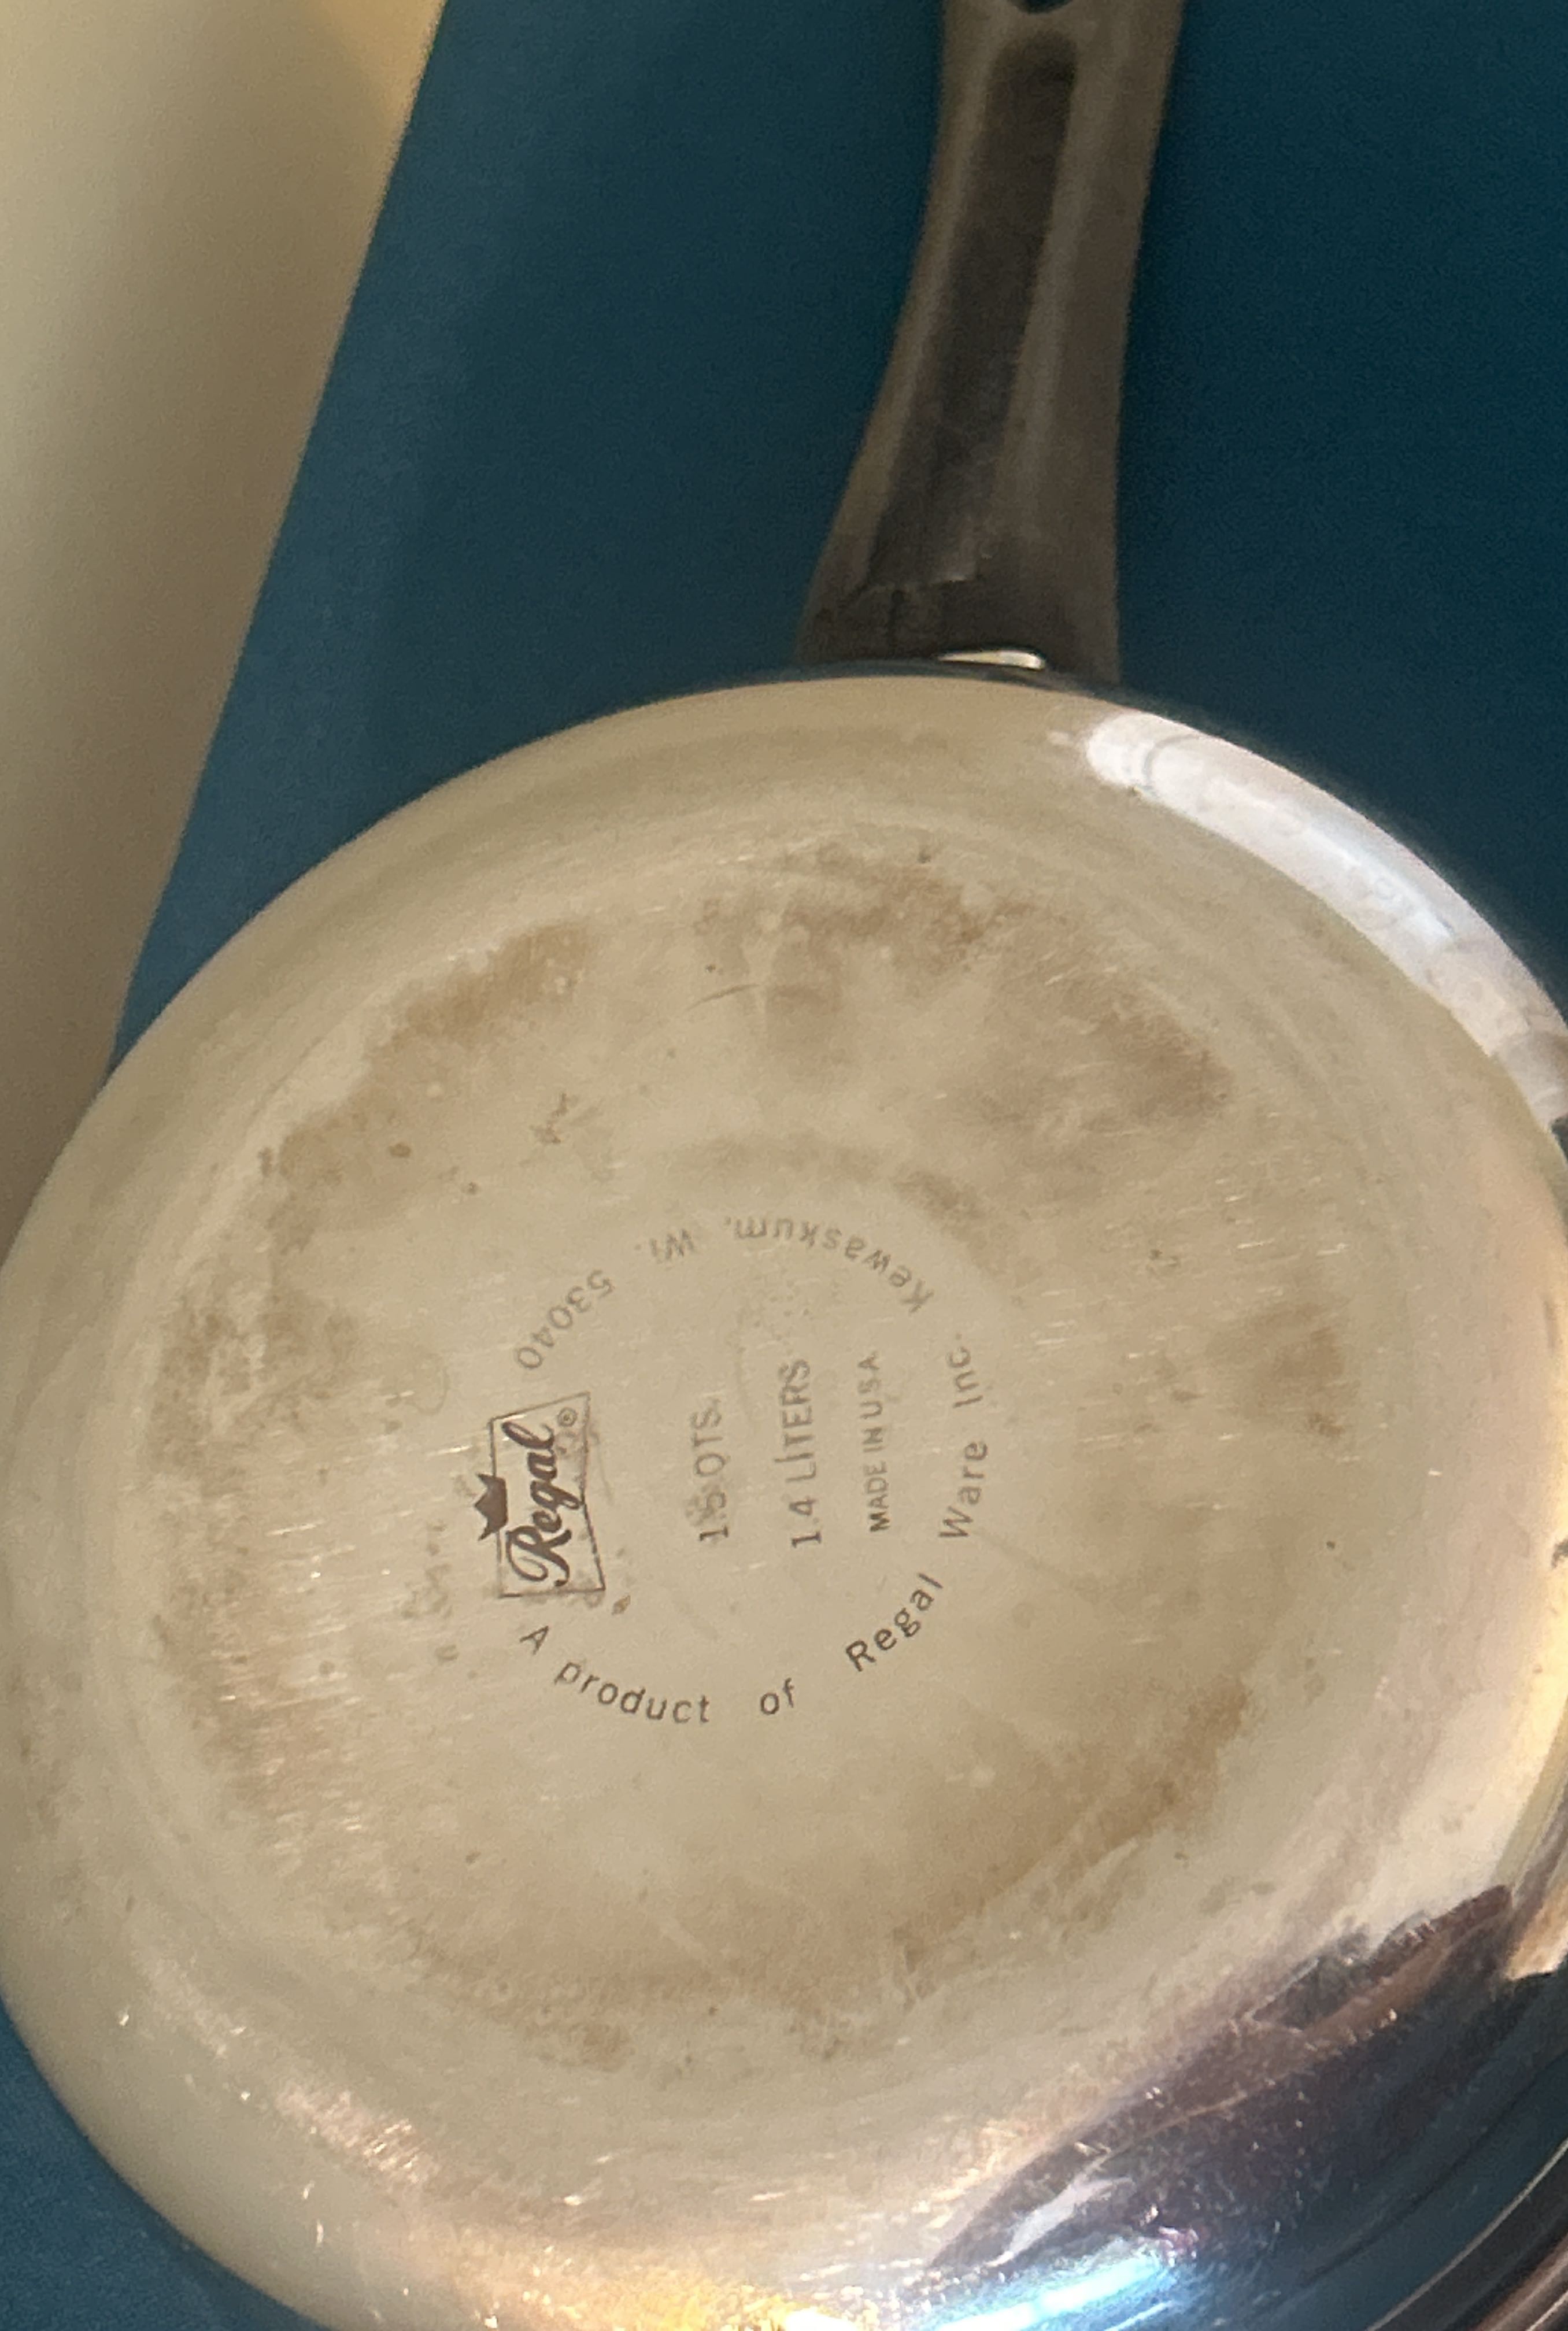 Regal®
1.5 QTS.
1.4 LITERS
MADE IN U.S.A.
A product of Regal Ware Inc. Kewaskum, WI. 53040